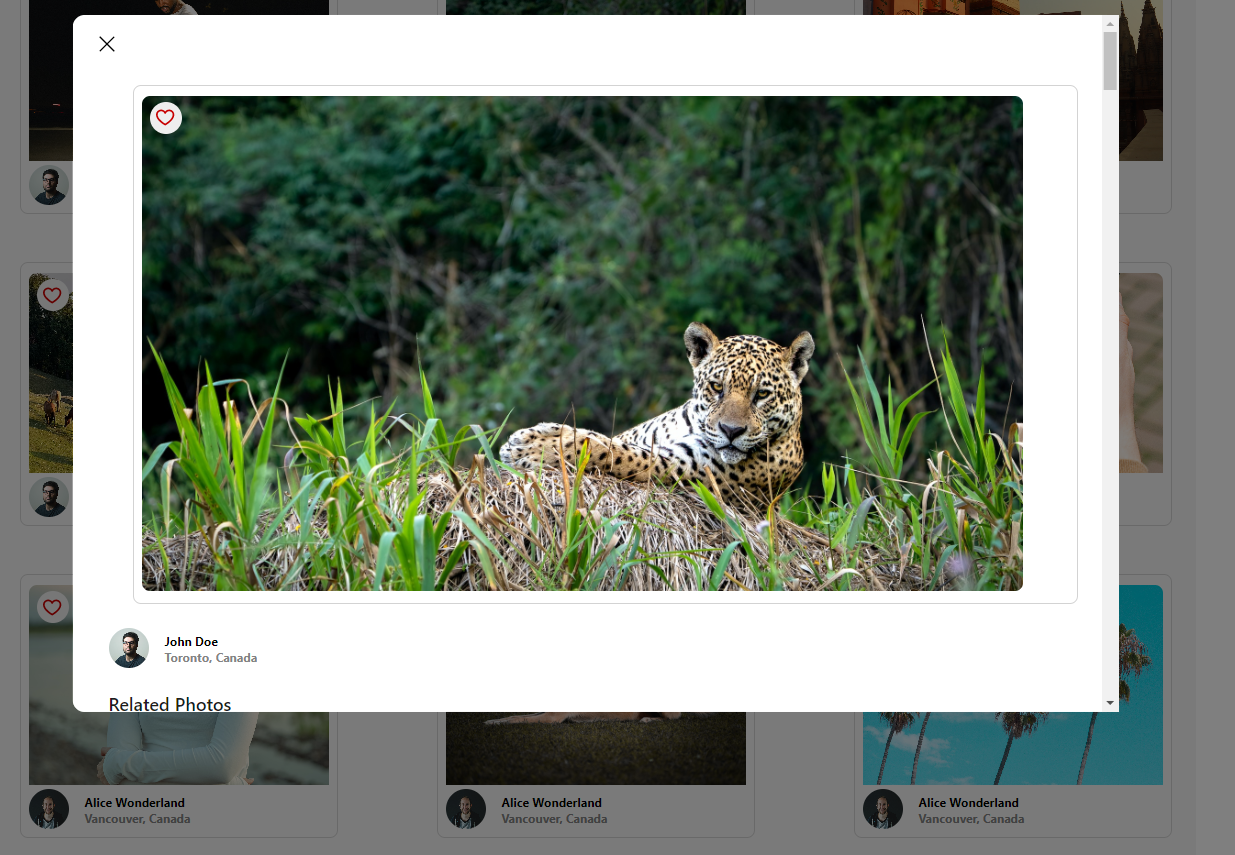 John Doe
Toronto, Canada
Related Photos
Alice Wonderland
Vancouver, Canada
Alice Wonderland
Vancouver, Canada
Alice Wonderland
Vancouver, Canada